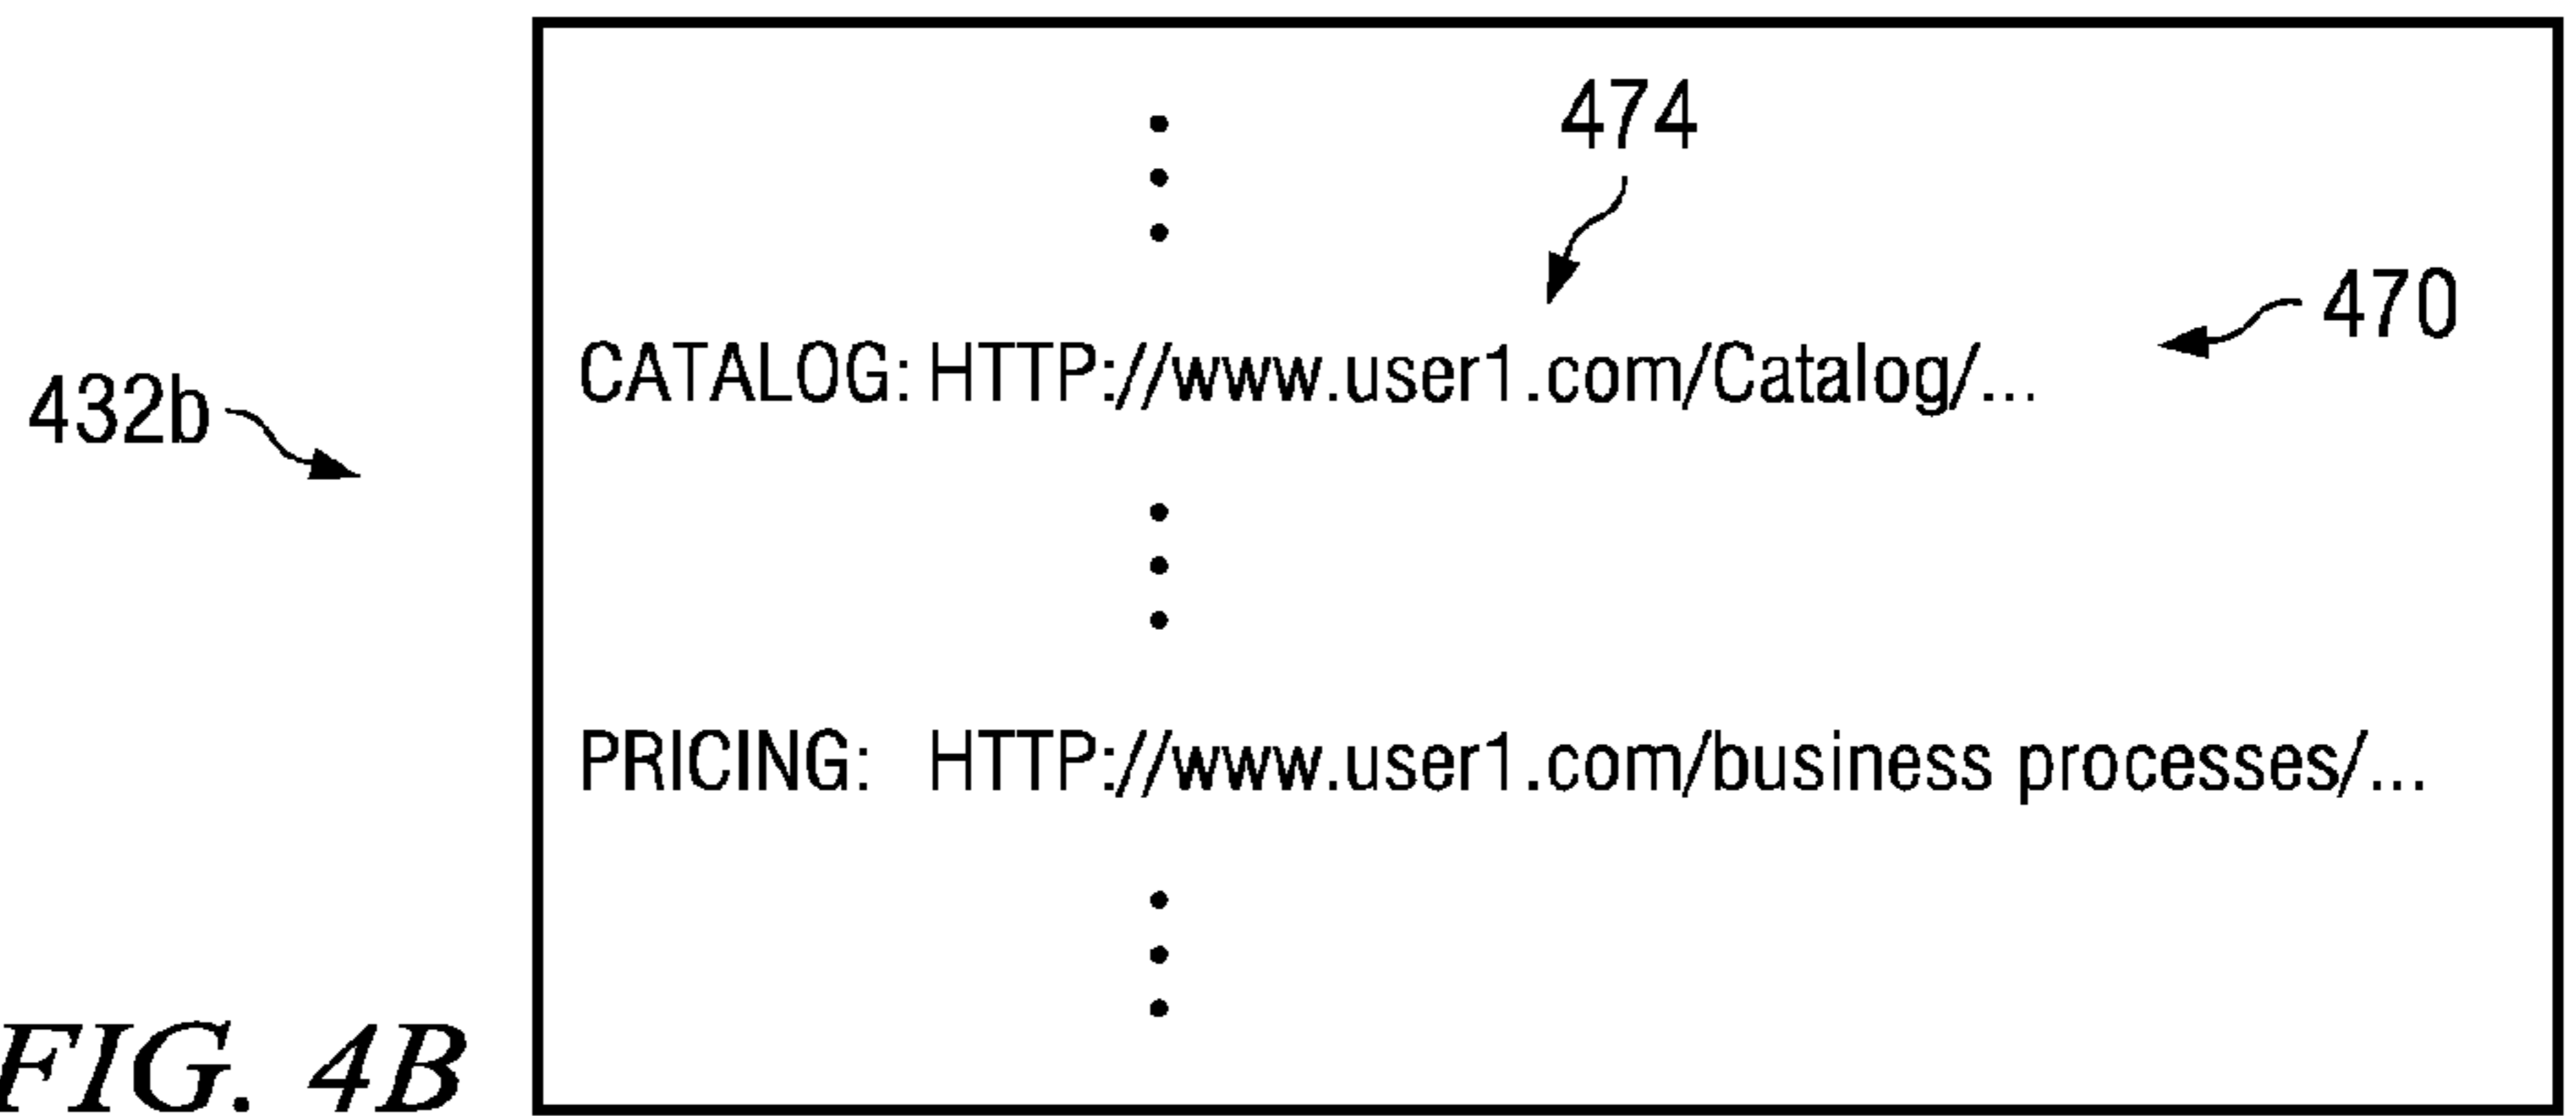 474
470
CATALOG: HTTP://www.user1.com/Catalog/...
432b
PRICING: HTTP://www.user1.com/business processes/...
FIG. 4B